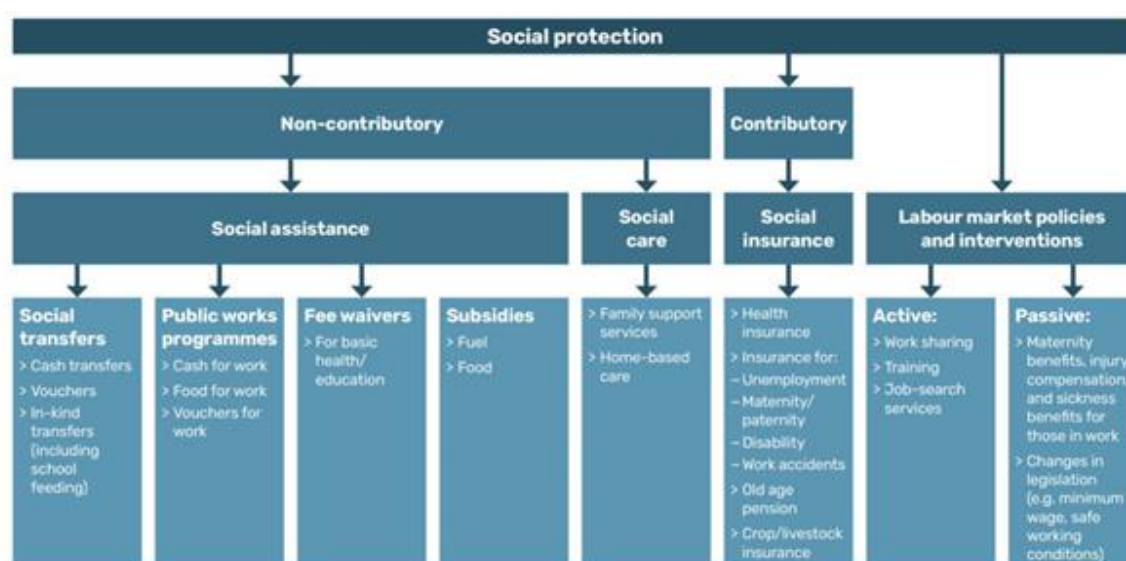 Social protection
Non-contributory
Contributory
Social assistance
Social
care
Social
insurance
Labour market policies
and interventions
Social
transfers
> Cash transfers
> Vouchers
> In-kind
transfers
(including
school
feeding)
Public works
programmes
> Cash for work
> Food for work
> Vouchers for
work
Fee waivers
> For basic
health/
education
Subsidies
> Fuel
> Food
> Family support
services
> Home-based
care
> Health
insurance
> Insurance for:
– Unemployment
– Maternity/
paternity
– Disability
– Work accidents
> Old age
pension
> Crop/livestock
insurance
Active:
> Work sharing
> Training
> Job-search
services
Passive:
> Maternity
benefits, injury
compensation
and sickness
benefits for
those in work
> Changes in
legislation
(e.g. minimum
wage, safe
working
conditions)